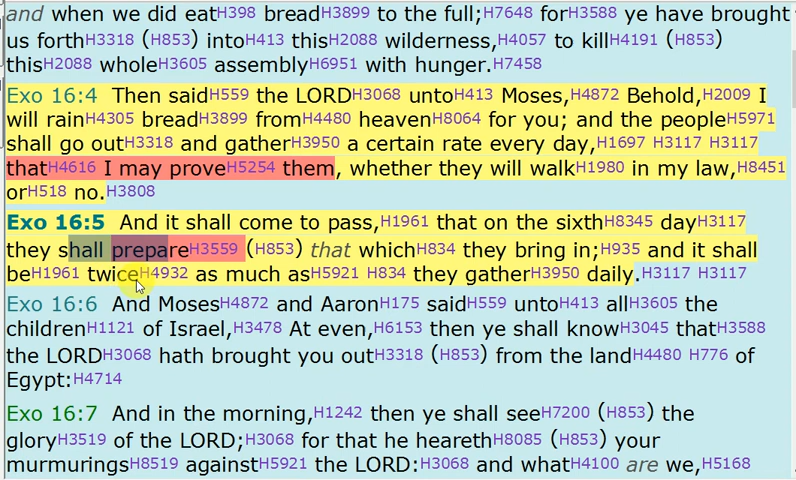 and when we did eatH398 breadH3899 to the full;H7648 forH3588 ye have brought
us forthH3318 (H853) intoH413 thisH2088 wilderness,H4057 to killH4191 (H853)
thisH2088 wholeH3605 assemblyH6951 with hunger.H7458
Exo 16:4 Then saidH559 the LORDH3068 untoH413 Moses,H4872 Behold,H2009 I
will rainH4305 breadH3899 fromH4480 heavenH8064 for you; and the peopleH5971
shall go outH3318 and gatherH3950 a certain rate every day,H1697 H3117 H3117
thatH4616 I may proveH5254 them, whether they will walkH1980 in my law,H8451
orH518 no.H3808
Exo 16:5 And it shall come to pass,H1961 that on the sixthH8345 dayH3117
they shall prepareH3559 (H853) that whichH834 they bring in;H935 and it shall
beH1961 twiceH4932 as much asH5921 H834 they gatherH3950 daily.H3117 H3117
Exo 16:6 And MosesH4872 and AaronH175 saidH559 untoH413 allH3605 the
childrenH1121 of Israel,H3478 At even,H6153 then ye shall knowH3045 thatH3588
the LORDH3068 hath brought you outH3318 (H853) from the landH4480 H776 of
Egypt:H4714
Exo 16:7 And in the morning,H1242 then ye shall seeH7200 (H853) the
gloryH3519 of the LORD;H3068 for that he hearethH8085 (H853) your
murmuringsH8519 againstH5921 the LORD:H3068 and whatH4100 are we,H5168